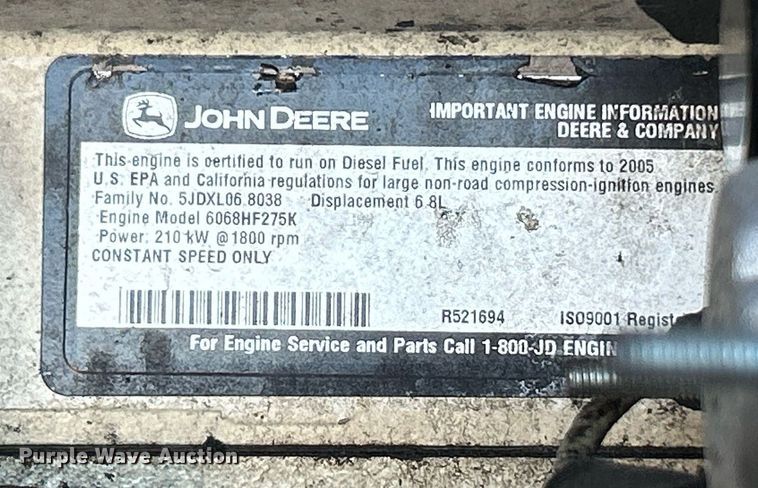 JOHN DEERE
IMPORTANT ENGINE INFORMATION
DEERE & COMPANY
This engine is certified to run on Diesel Fuel. This engine conforms to 2005
U.S. EPA and California regulations for large non-road compression-ignition engines
Family No. 5JDXL06.8038 Displacement 6.8L
Engine Model 6068HF275K
Power: 210 kW @ 1800 rpm
CONSTANT SPEED ONLY
R521694 ISO9001
For Engine Service and Parts Call 1-800-JD
Purple Wave Auction